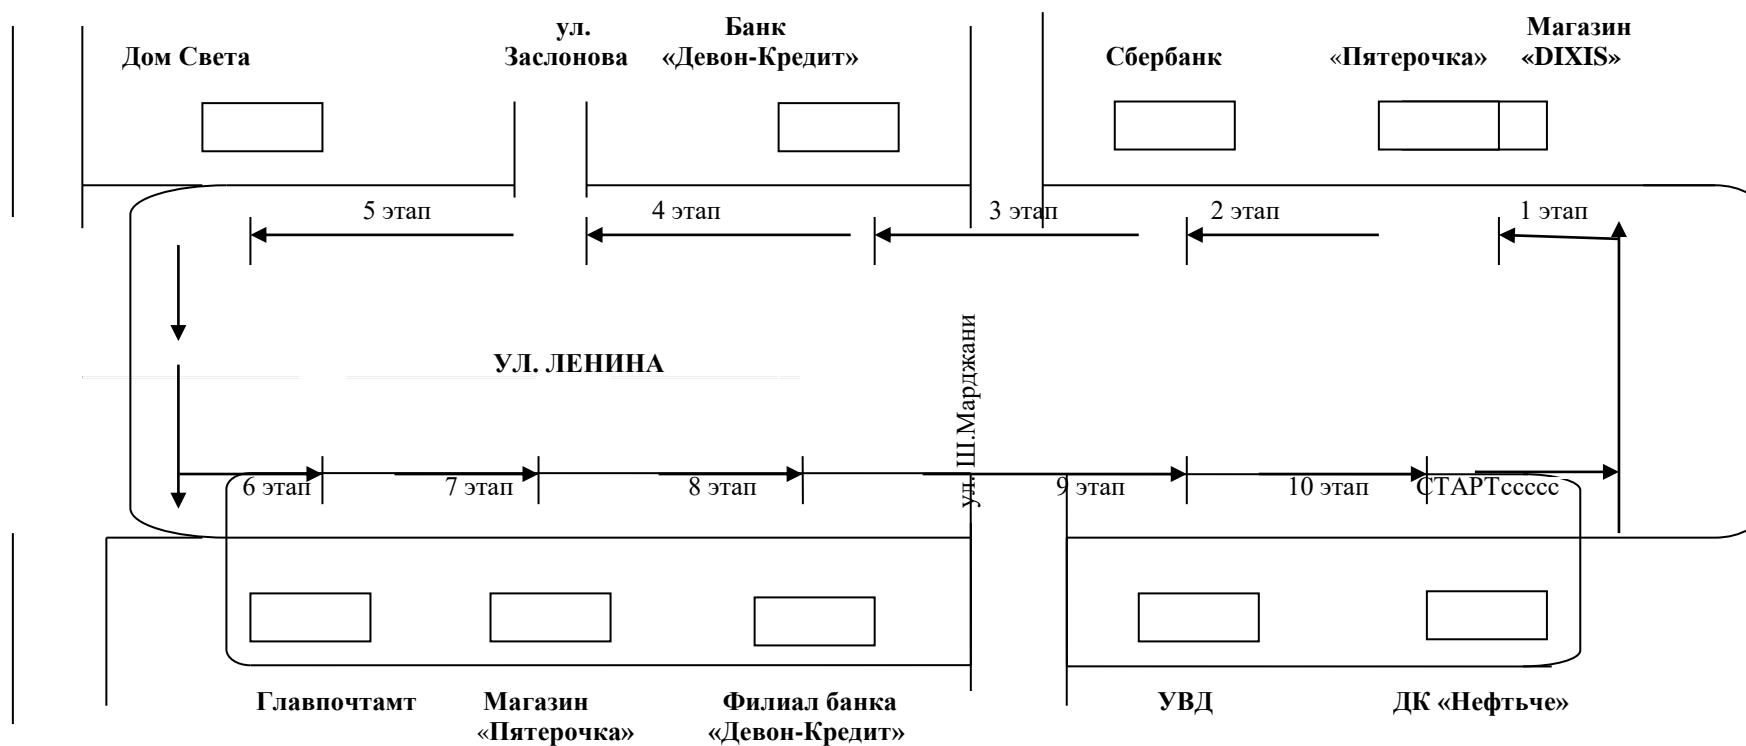 Дом Света
ул.
Заслонова
Банк
«Девон-Кредит»
Сбербанк
«Пятерочка»
Магазин
«DIXIS»
5 этап
4 этап
3 этап
2 этап
1 этап
УЛ. ЛЕНИНА
ул. Ш.Марджани
6 этап
7 этап
8 этап
9 этап
10 этап
СТАРТссссс
Главпочтамт
Магазин
«Пятерочка»
Филиал банка
«Девон-Кредит»
УВД
ДК «Нефтьче»